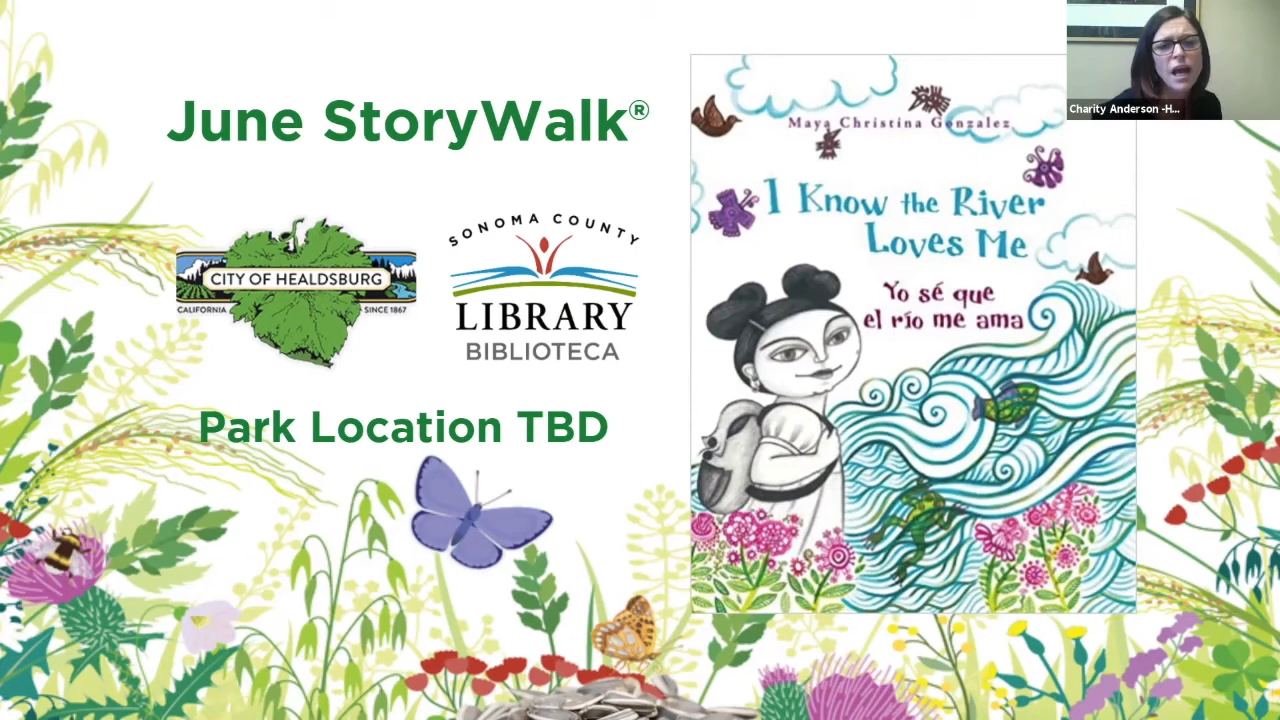 June StoryWalk®
CITY OF HEALDSBURG
CALIFORNIA
SINCE 1867
SONOMA COUNTY
LIBRARY
BIBLIOTECA
Park Location TBD
Maya Christina Gonzalez
I Know the River
Loves Me
Yo sé que
el río me ama
Charity Anderson -H...